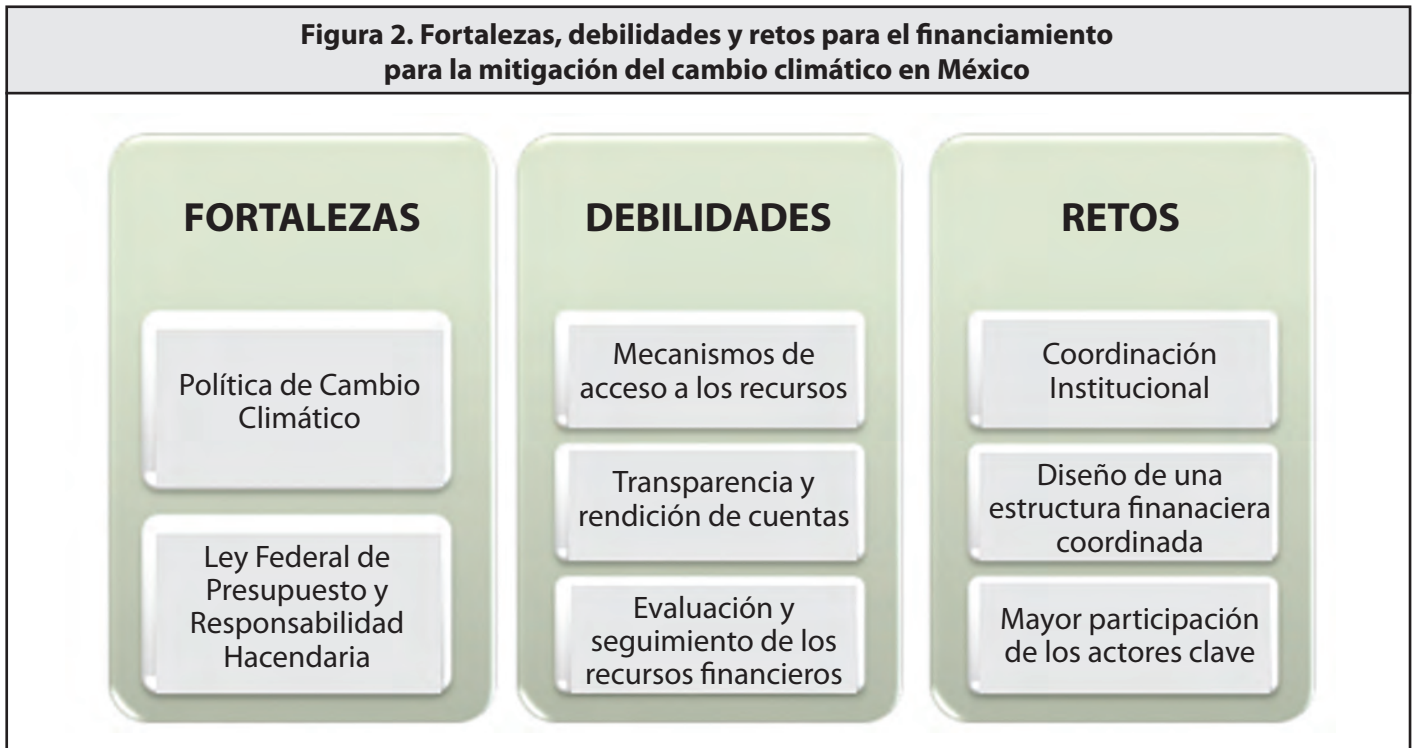 Figura 2. Fortalezas, debilidades y retos para el financiamiento
para la mitigación del cambio climático en México
FORTALEZAS
Política de Cambio
Climático
Ley Federal de
Presupuesto y
Responsabilidad
Hacendaria
DEBILIDADES
Mecanismos de
acceso a los recursos
Transparencia y
rendición de cuentas
Evaluación y
seguimiento de los
recursos financieros
RETOS
Coordinación
Institucional
Diseño de una
estructura finanaciera
coordinada
Mayor participación
de los actores clave